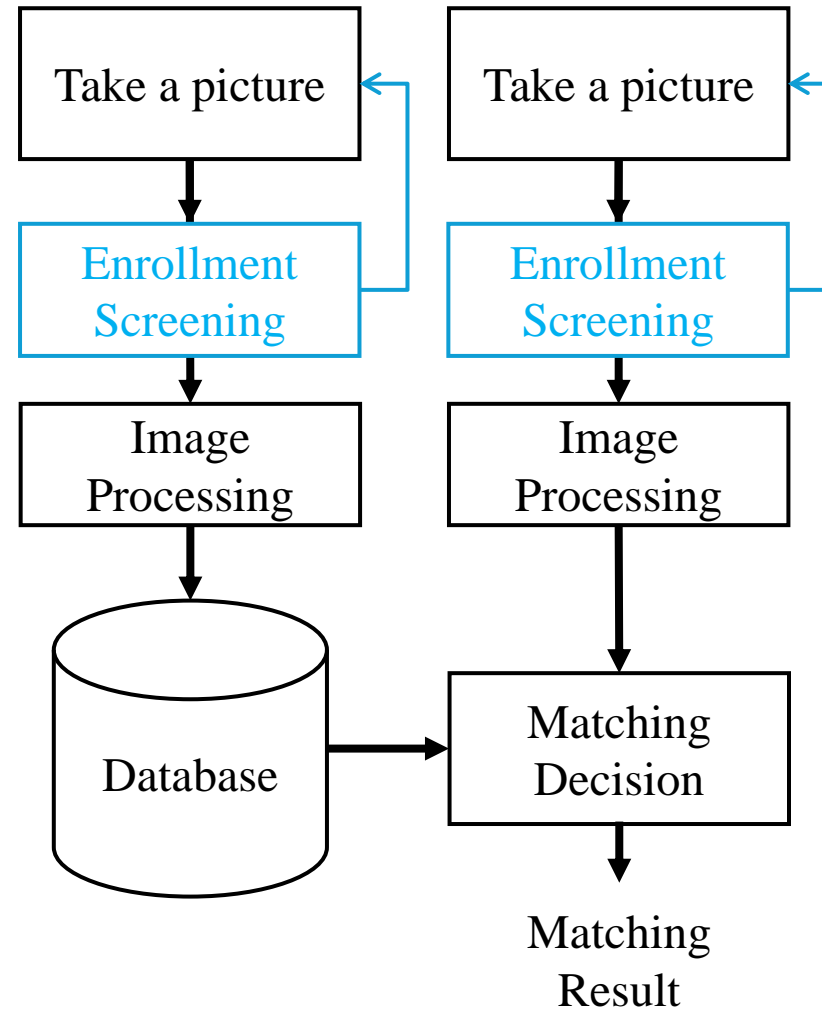 Take a picture
Enrollment
Screening
Image
Processing
Database
Take a picture
Enrollment
Screening
Image
Processing
Matching
Decision
Matching
Result